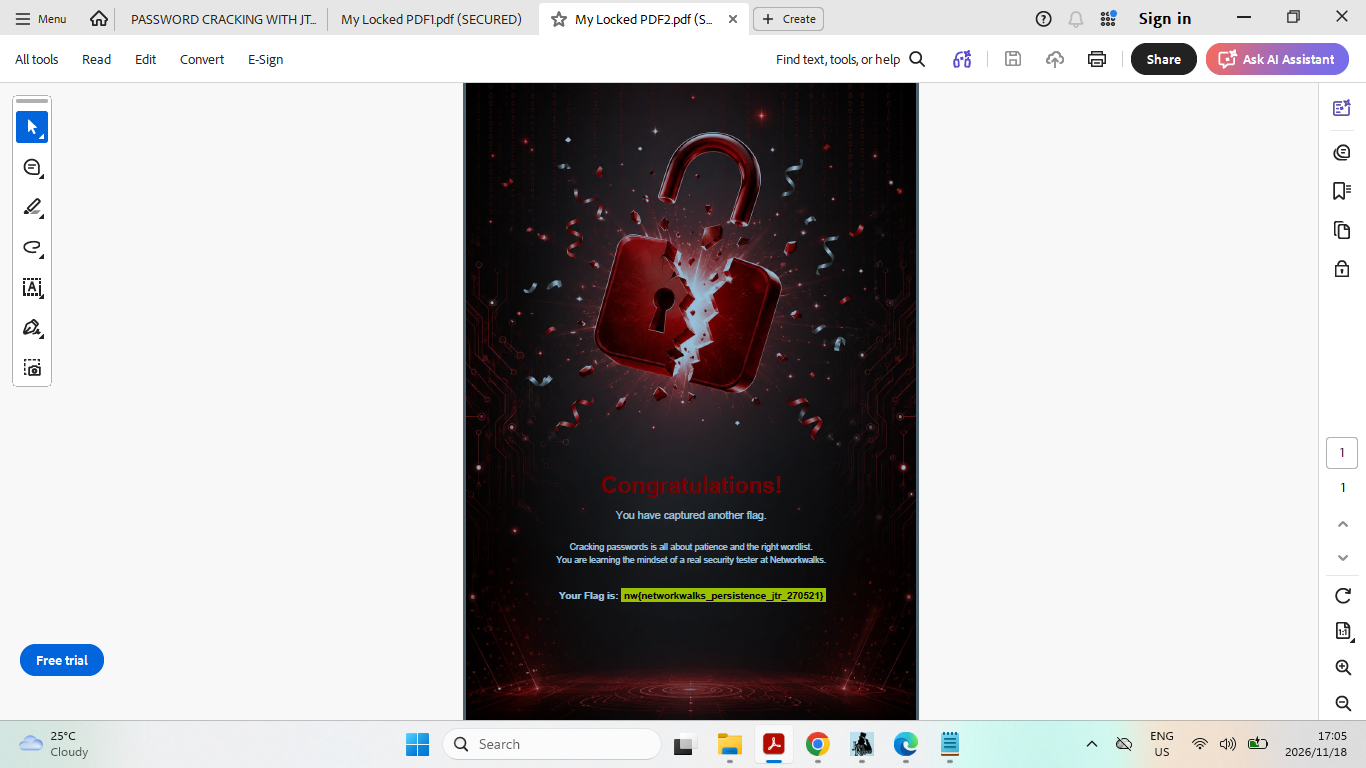 Menu
PASSWORD CRACKING WITH JT...
My Locked PDF1.pdf (SECURED)
My Locked PDF2.pdf (S...
Create
Sign in
All tools
Read
Edit
Convert
E-Sign
Find text, tools, or help
Share
Ask AI Assistant
Congratulations!
You have captured another flag.
Cracking passwords is all about patience and the right wordlist.
You are learning the mindset of a real security tester at Networkwalks.
Your Flag is: nw{networkwalks_persistence_jtr_270521}
1
1
1:1
Free trial
25°C
Cloudy
Search
ENG
US
17:05
2026/11/18